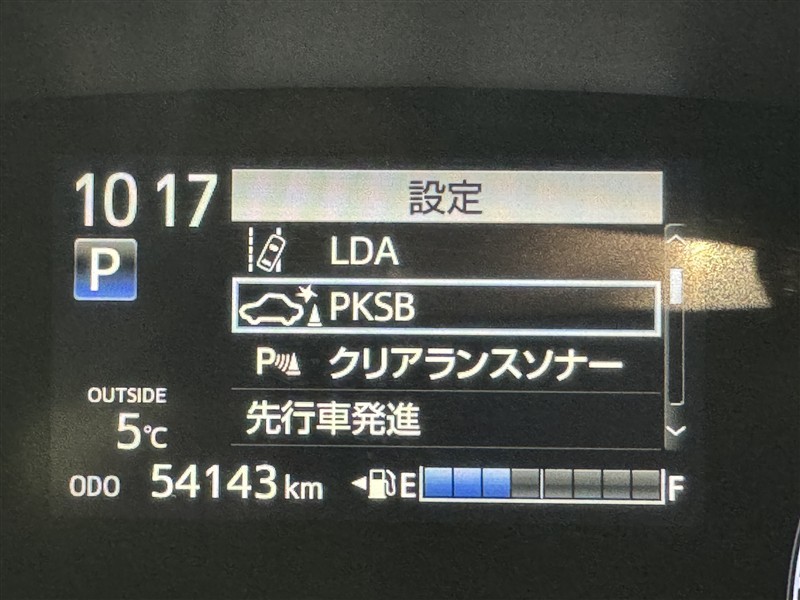 10 17
設定
P
LDA
PKSB
P クリアランスソナー
先行車発進
OUTSIDE
5℃
ODO 54143 km
E F